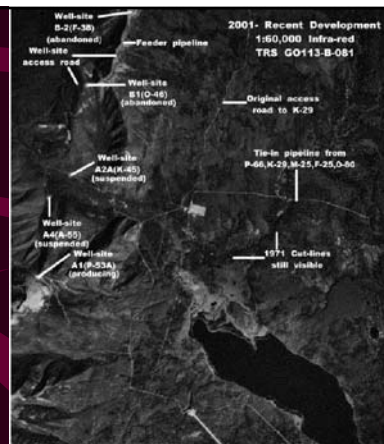 Well-site
B-2(F-38)
(abandoned)
Feeder pipeline
2001- Recent Development
1:60,000 Infra-red
TRS GO113-B-081
Well-site
access road
Well-site
B1(O-46)
(abandoned)
Original access
road to K-29
Well-site
A2A(K-45)
(suspended)
Tie-in pipeline from
P-66,K-29,M-25,F-25,O-80
Well-site
A4(A-55)
(suspended)
Well-site
A1(P-53A)
(producing)
1971 Cut-lines
still visible